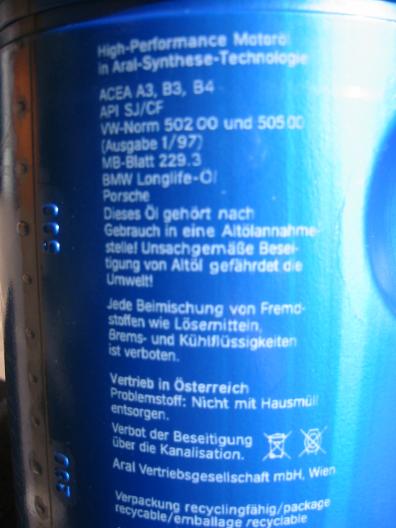 High-Performance Motoröl
in Aral-Synthese-Technologie
ACEA A3, B3, B4
API SJ/CF
VW-Norm 502 00 und 505 00
(Ausgabe 1/97)
MB-Blatt 229.3
BMW Longlife-Öl
Porsche
Dieses Öl gehört nach
Gebrauch in eine Altölannahme-
stelle! Unsachgemäße Besei-
tigung von Altöl gefährdet die
Umwelt!
Jede Beimischung von Fremd-
stoffen wie Lösemitteln,
Brems- und Kühlflüssigkeiten
ist verboten.
Vertrieb in Österreich
Problemstoff: Nicht mit Hausmüll
entsorgen.
Verbot der Beseitigung
über die Kanalisation.
Aral Vertriebsgesellschaft mbH, Wien
Verpackung recyclingfähig/package
recycable/emballage recyclable